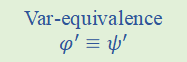 Var-equivalence
φ′ ≡ ψ′